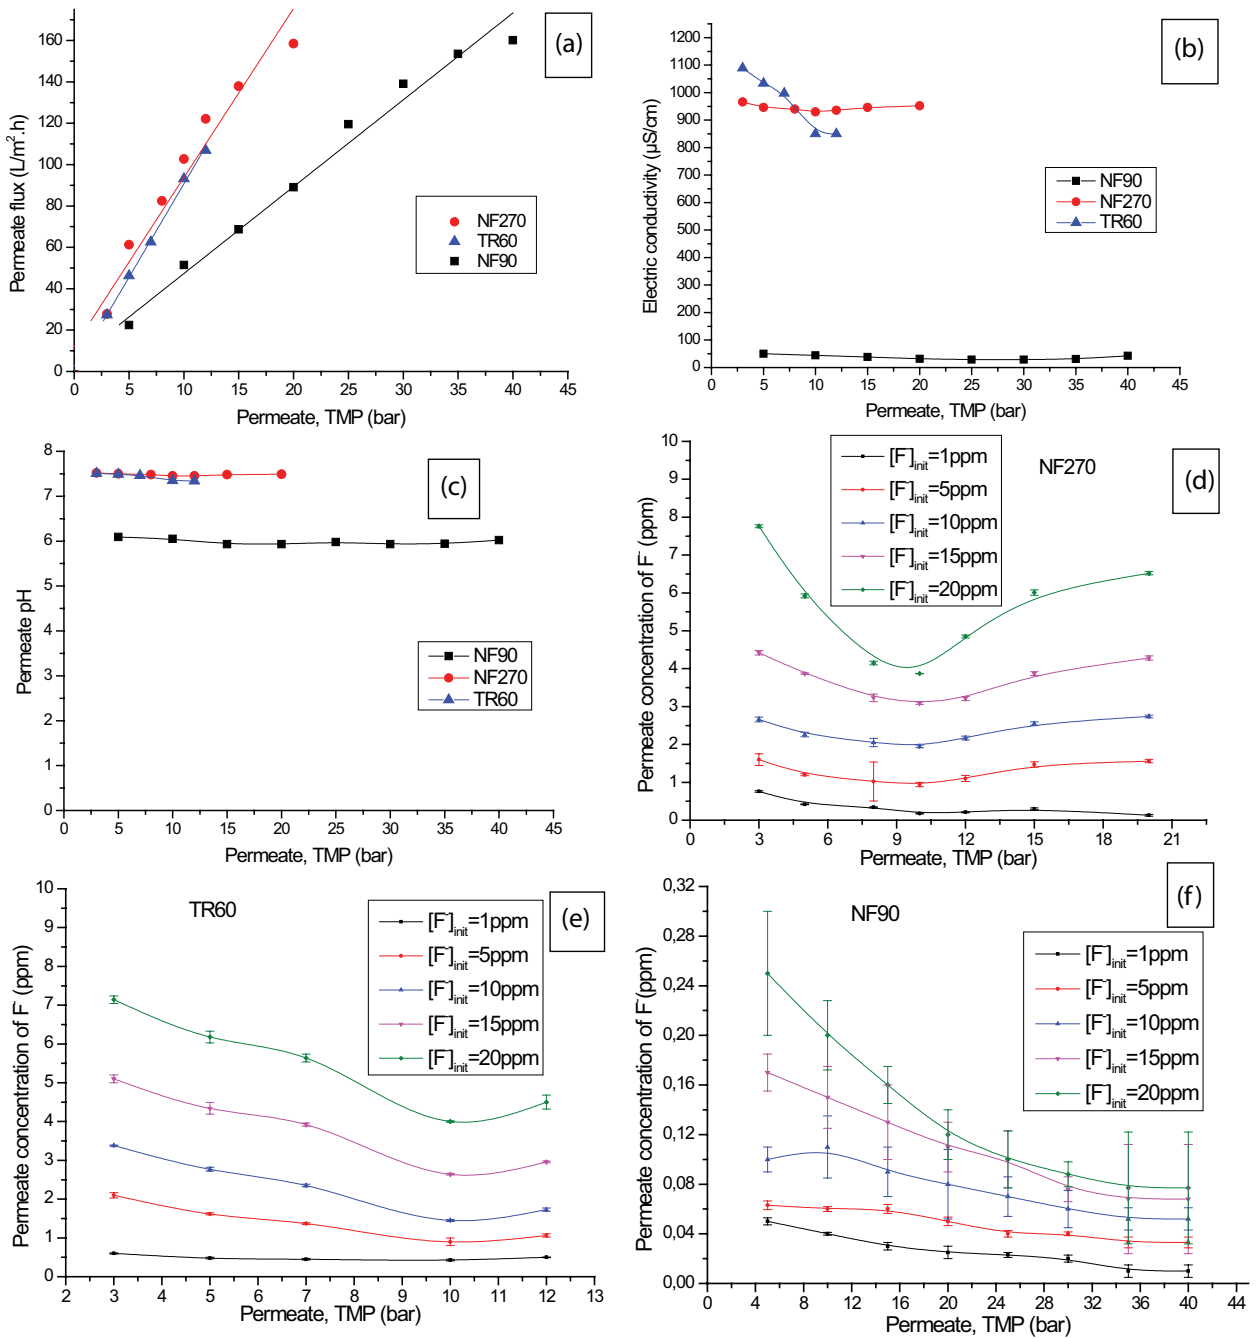 (a)
160
140
120
100
80
60
40
20
0
Permeate flux (L/m².h)
NF270
TR60
NF90
0 5 10 15 20 25 30 35 40 45
Permeate, TMP (bar)
(b)
1200
1100
1000
900
800
700
600
500
400
300
200
100
0
Electric conductivity (µS/cm)
NF90
NF270
TR60
0 5 10 15 20 25 30 35 40 45
Permeate, TMP (bar)
(c)
8
7
6
5
4
3
2
1
0
Permeate pH
NF90
NF270
TR60
0 5 10 15 20 25 30 35 40 45
Permeate, TMP (bar)
(d)
NF270
10
9
8
7
6
5
4
3
2
1
0
Permeate concentration of F⁻ (ppm)
[F⁻]init=1ppm
[F⁻]init=5ppm
[F⁻]init=10ppm
[F⁻]init=15ppm
[F⁻]init=20ppm
0 3 6 9 12 15 18 21
Permeate, TMP (bar)
(e)
TR60
10
9
8
7
6
5
4
3
2
1
0
Permeate concentration of F⁻ (ppm)
[F⁻]init=1ppm
[F⁻]init=5ppm
[F⁻]init=10ppm
[F⁻]init=15ppm
[F⁻]init=20ppm
2 3 4 5 6 7 8 9 10 11 12 13
Permeate, TMP (bar)
(f)
NF90
0,32
0,28
0,24
0,20
0,16
0,12
0,08
0,04
0,00
Permeate concentration of F⁻(ppm)
[F⁻]init=1ppm
[F⁻]init=5ppm
[F⁻]init=10ppm
[F⁻]init=15ppm
[F⁻]init=20ppm
0 4 8 12 16 20 24 28 32 36 40 44
Permeate, TMP (bar)